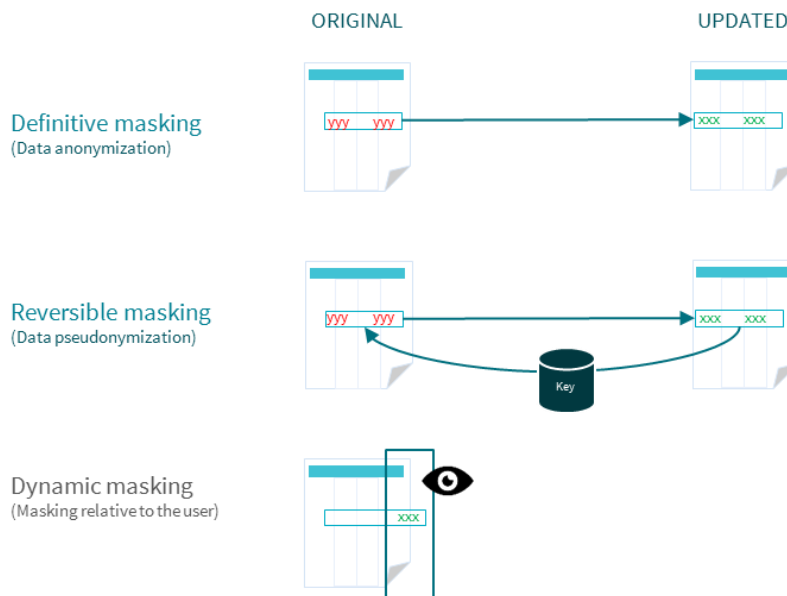 ORIGINAL UPDATED
Definitive masking
(Data anonymization)
yyy yyy
xxx xxx
Reversible masking
(Data pseudonymization)
yyy yyy
xxx xxx
Key
Dynamic masking
(Masking relative to the user)
xxx